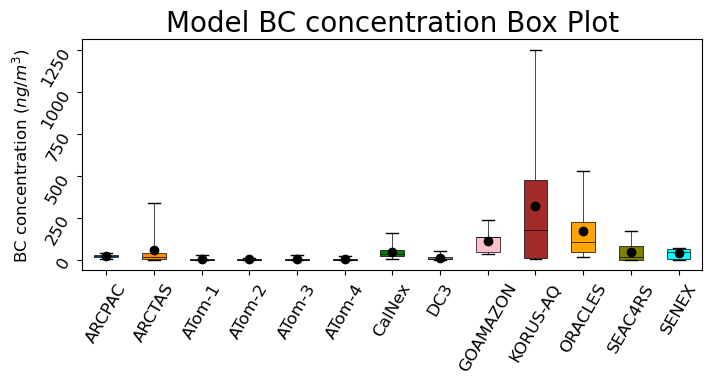 Model BC concentration Box Plot
BC concentration (ng/m³)
1250
1000
750
500
250
0
ARCPAC
ARCTAS
ATom-1
ATom-2
ATom-3
ATom-4
CalNex
DC3
GOAMAZON
KORUS-AQ
ORACLES
SEAC4RS
SENEX